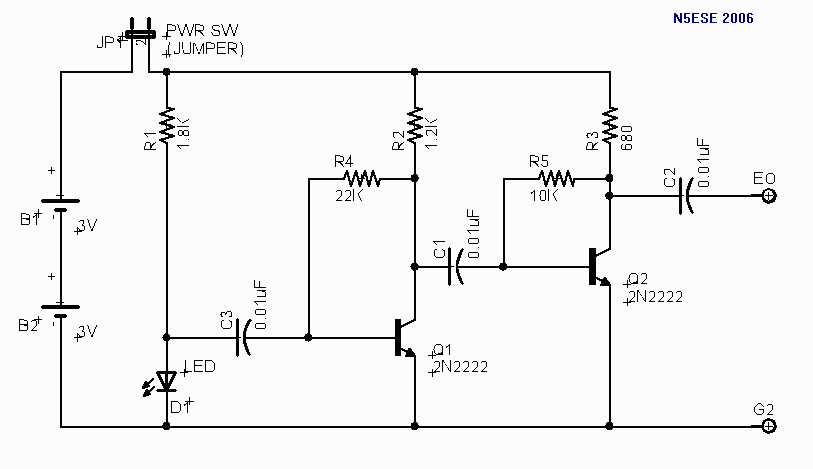 N5ESE 2006
PWR SW
(JUMPER)
JP1
2
R1
1.8K
R2
1.2K
R3
680
R4
22K
R5
10K
C2
0.01uF
EO
C1
0.01uF
+
-
B1
3V
Q2
2N2222
+
-
B2
3V
C3
0.01uF
Q1
2N2222
LED
D1
G2